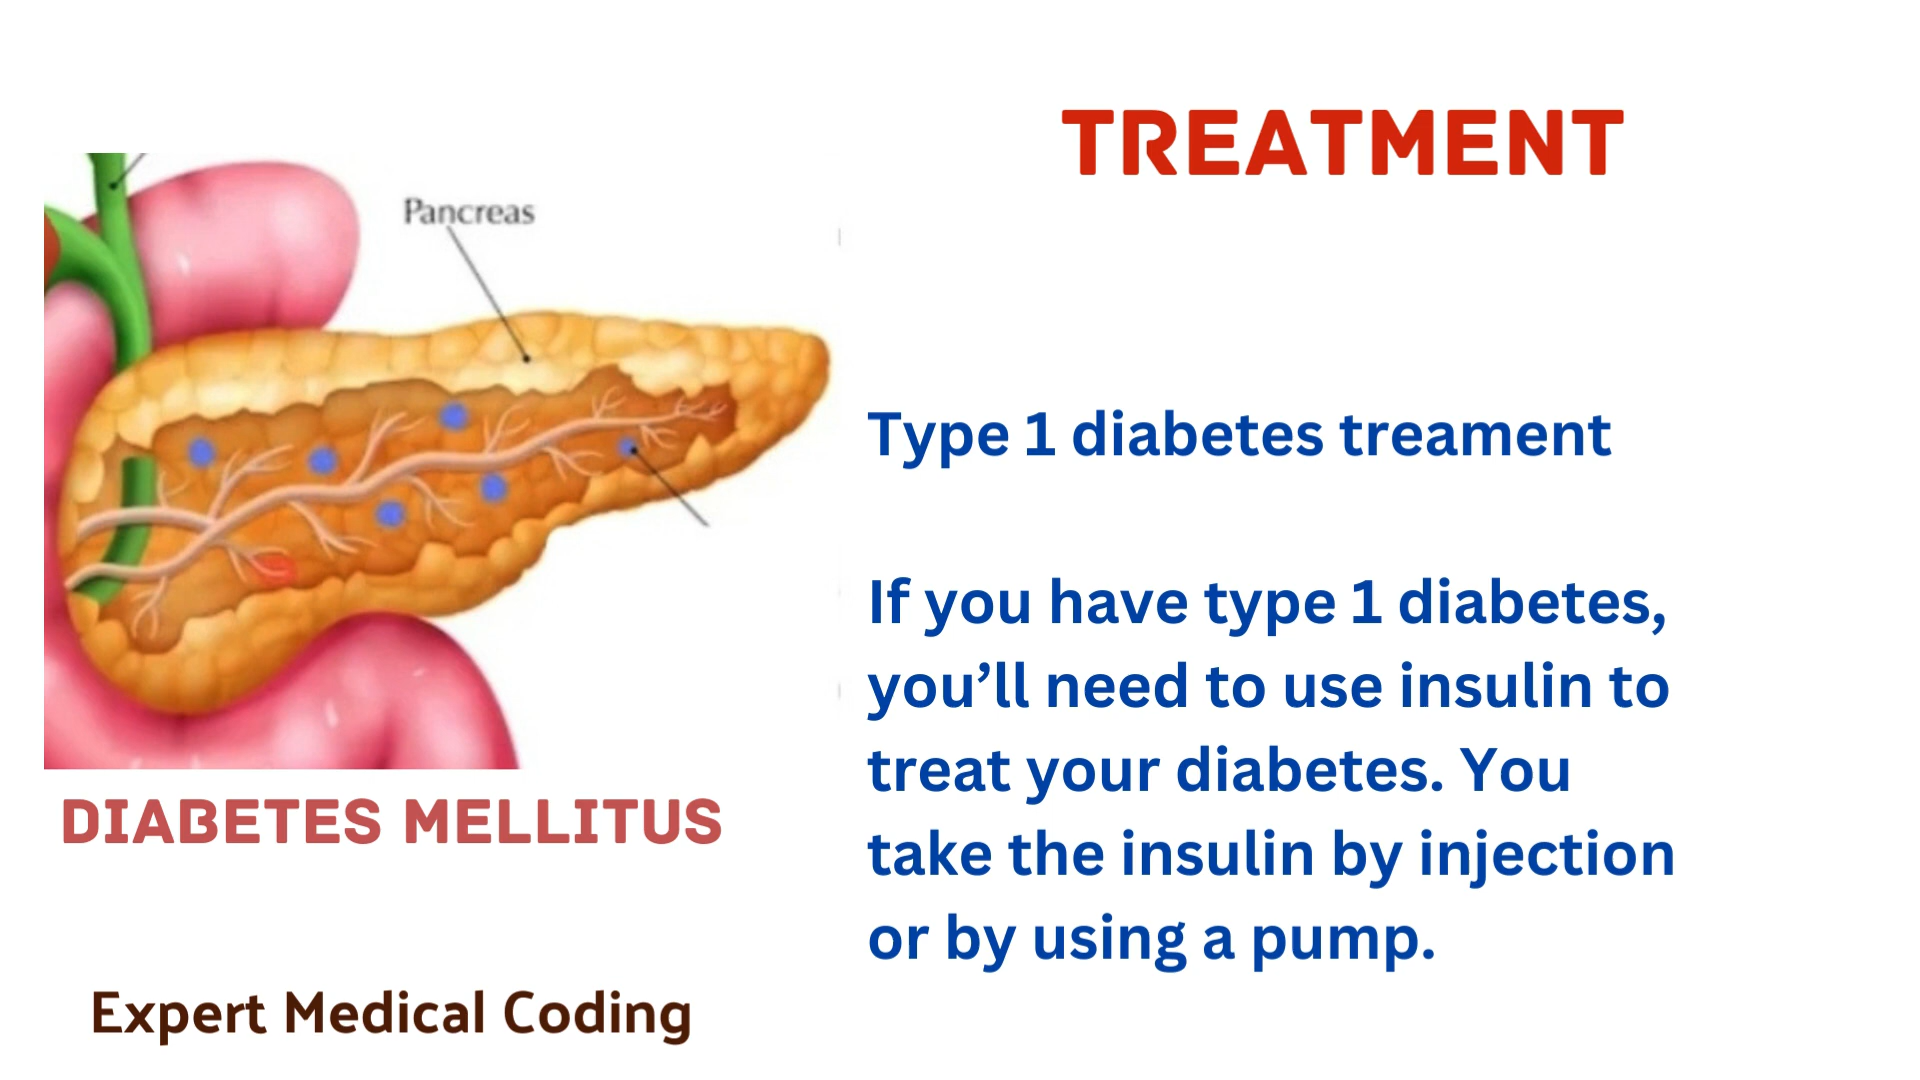 TREATMENT
Pancreas
Type 1 diabetes treament
If you have type 1 diabetes,
you’ll need to use insulin to
treat your diabetes. You
take the insulin by injection
or by using a pump.
DIABETES MELLITUS
Expert Medical Coding